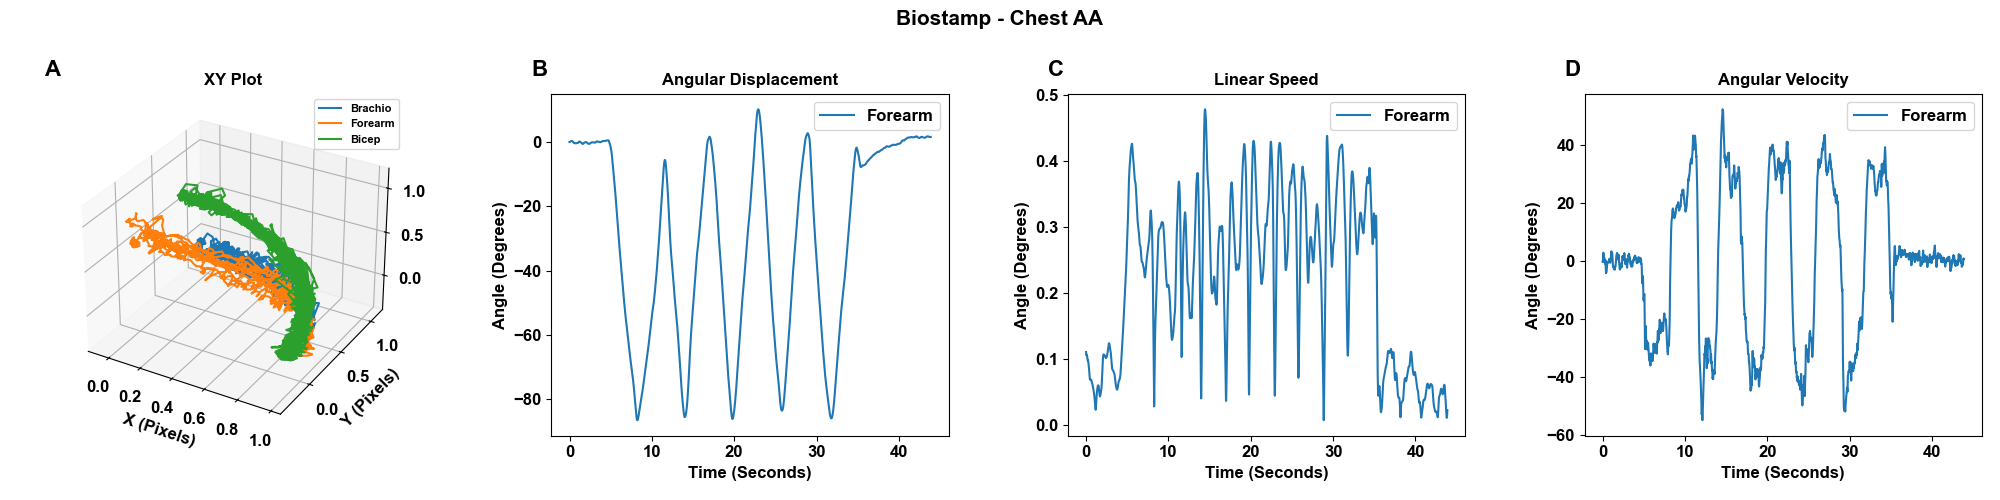 Biostamp - Chest AA
A
XY Plot
Brachio
Forearm
Bicep
1.0
0.5
0.0
0.0
0.2
0.4
0.6
0.8
1.0
X (Pixels)
0.0
0.5
1.0
Y (Pixels)
B
Angular Displacement
Forearm
Angle (Degrees)
0
−20
−40
−60
−80
0 10 20 30 40
Time (Seconds)
C
Linear Speed
Forearm
Angle (Degrees)
0.5
0.4
0.3
0.2
0.1
0.0
0 10 20 30 40
Time (Seconds)
D
Angular Velocity
Forearm
Angle (Degrees)
40
20
0
−20
−40
−60
0 10 20 30 40
Time (Seconds)